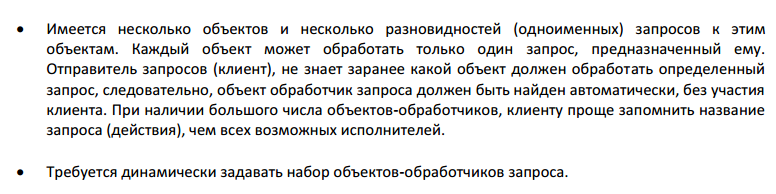 • Имеется несколько объектов и несколько разновидностей (одноименных) запросов к этим
объектам. Каждый объект может обработать только один запрос, предназначенный ему.
Отправитель запросов (клиент), не знает заранее какой объект должен обработать определенный
запрос, следовательно, объект обработчик запроса должен быть найден автоматически, без участия
клиента. При наличии большого числа объектов-обработчиков, клиенту проще запомнить название
запроса (действия), чем всех возможных исполнителей.
• Требуется динамически задавать набор объектов-обработчиков запроса.